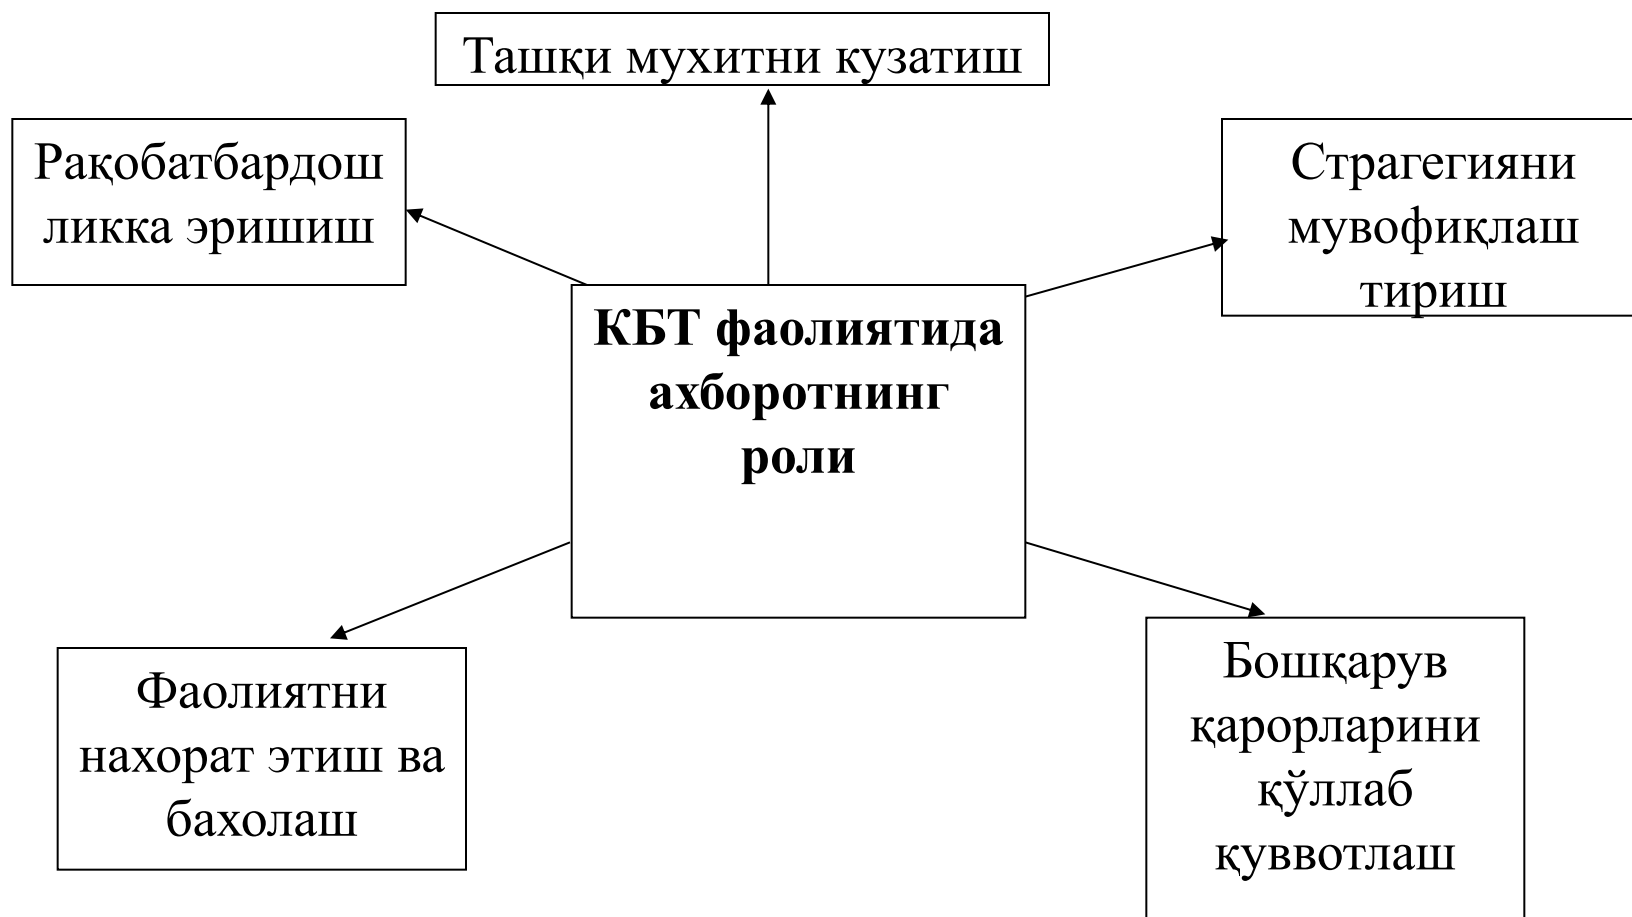 Ташқи мухитни кузатиш
Рақобатбардош
ликка эришиш
Страгегияни
мувофиқлаш
тириш
КБТ фаолиятида
ахборотнинг
роли
Фаолиятни
нахорат этиш ва
бахолаш
Бошқарув
қарорларини
қўллаб
қуввотлаш